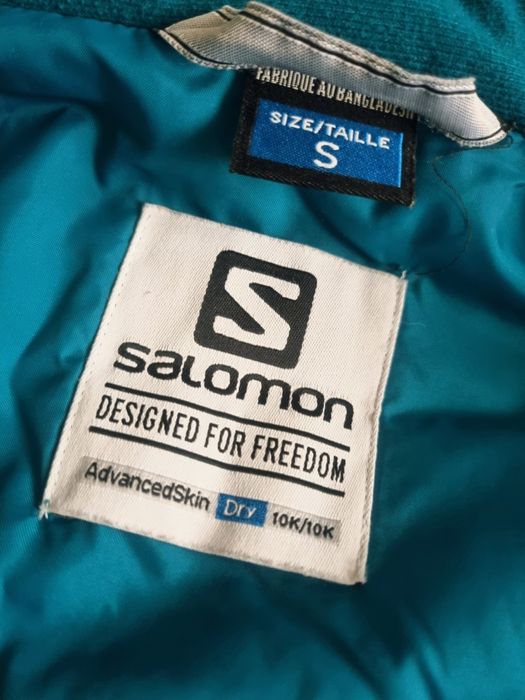 FABRIQUE AU BANGLADESH
SIZE/TAILLE
S
S
SALOMON
DESIGNED FOR FREEDOM
AdvancedSkin Dry 10K/10K